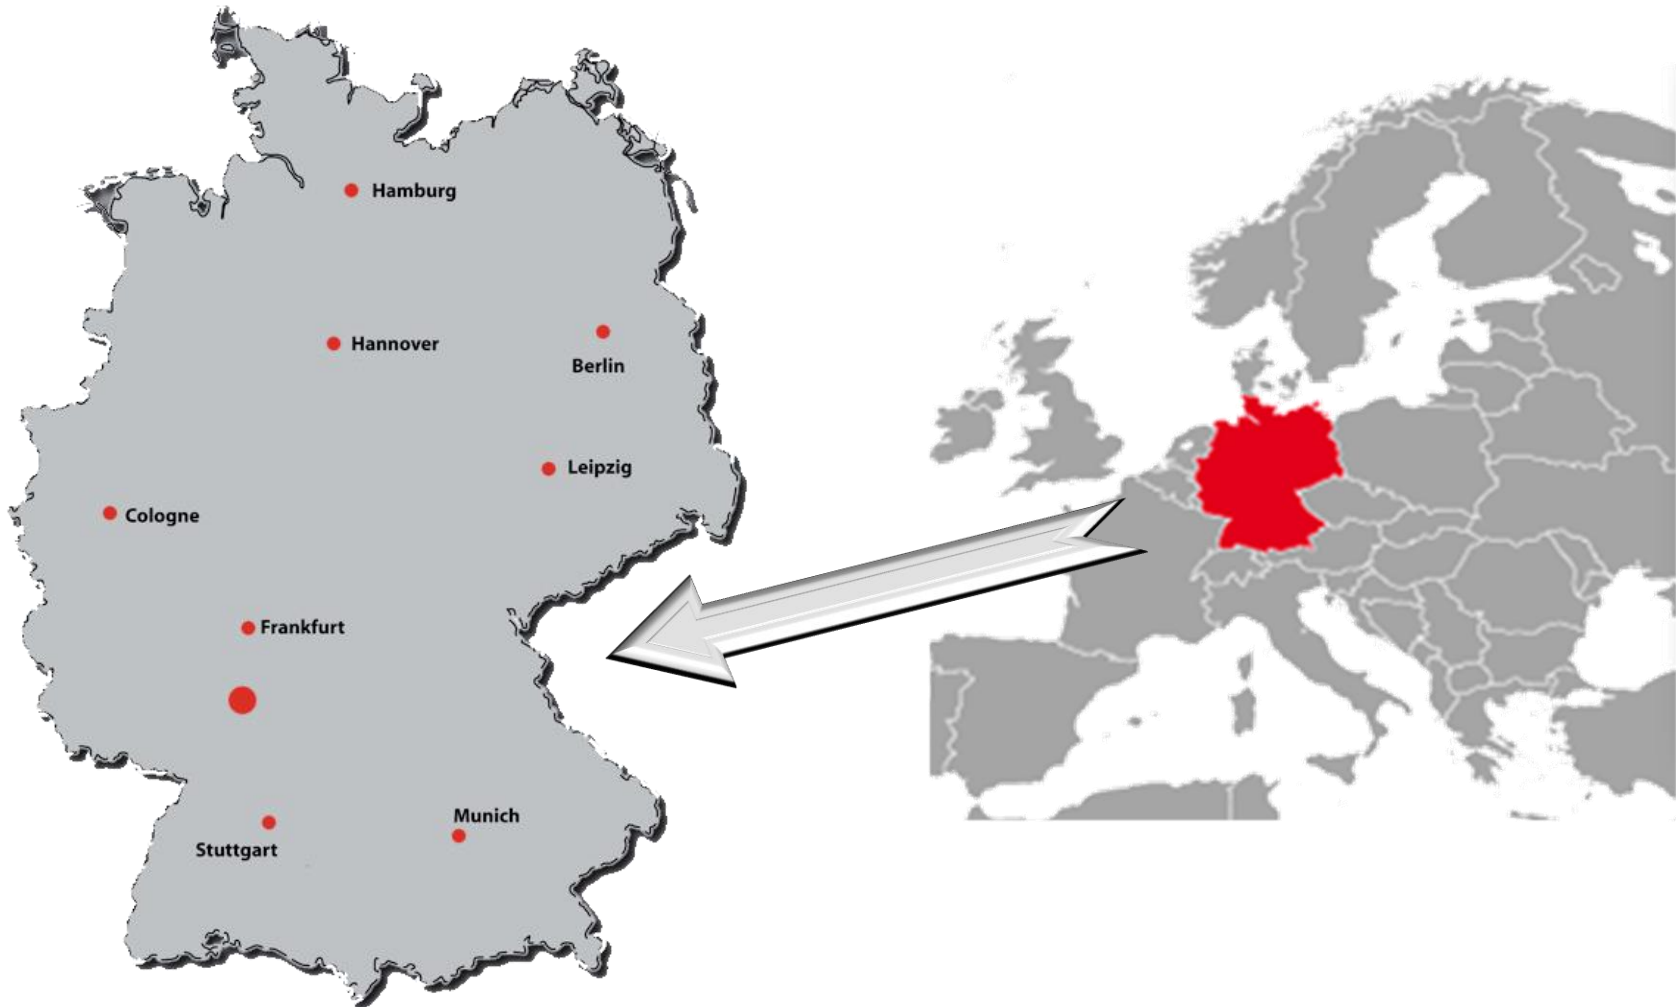 Hamburg
Hannover
Berlin
Leipzig
Cologne
Frankfurt
Munich
Stuttgart